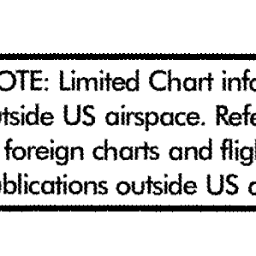 OTE: Limited Chart info
utside US airspace. Refe
foreign charts and fligh
ublications outside US a